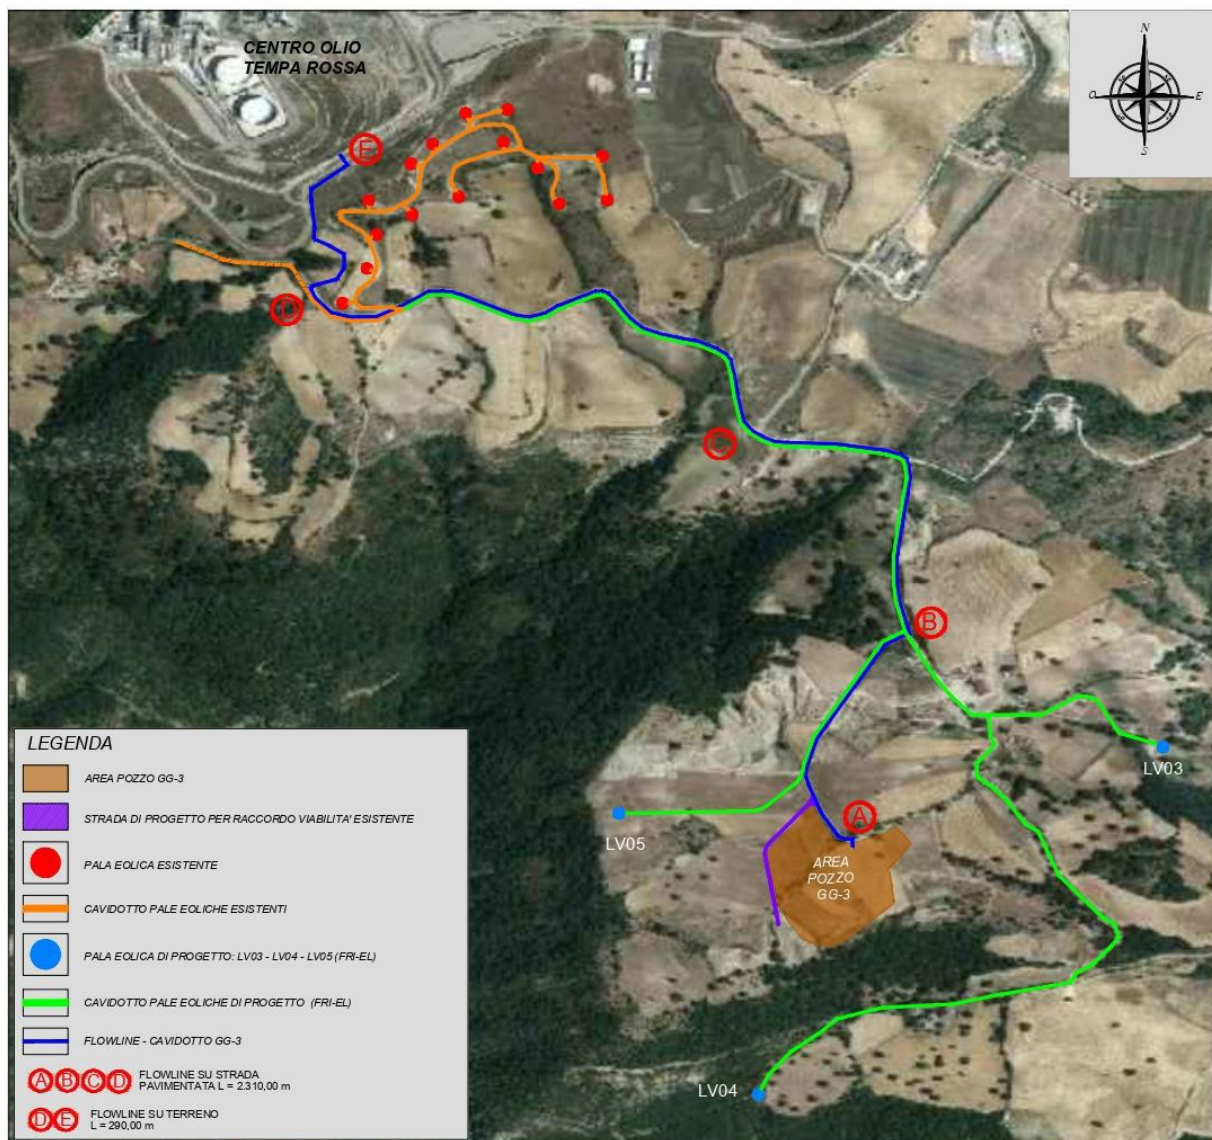 CENTRO OLIO
TEMPA ROSSA
N
O
E
S
E
D
B
LV03
A
LV05
AREA
POZZO
GG-3
LV04
LEGENDA
AREA POZZO GG-3
STRADA DI PROGETTO PER RACCORDO VIABILITA' ESISTENTE
PALA EOLICA ESISTENTE
CAVIDOTTO PALE EOLICHE ESISTENTI
PALA EOLICA DI PROGETTO: LV03 - LV04 - LV05 (FRI-EL)
CAVIDOTTO PALE EOLICHE DI PROGETTO (FRI-EL)
FLOWLINE - CAVIDOTTO GG-3
A B C D FLOWLINE SU STRADA
PAVIMENTATA L = 2.310,00 m
D E FLOWLINE SU TERRENO
L = 290,00 m